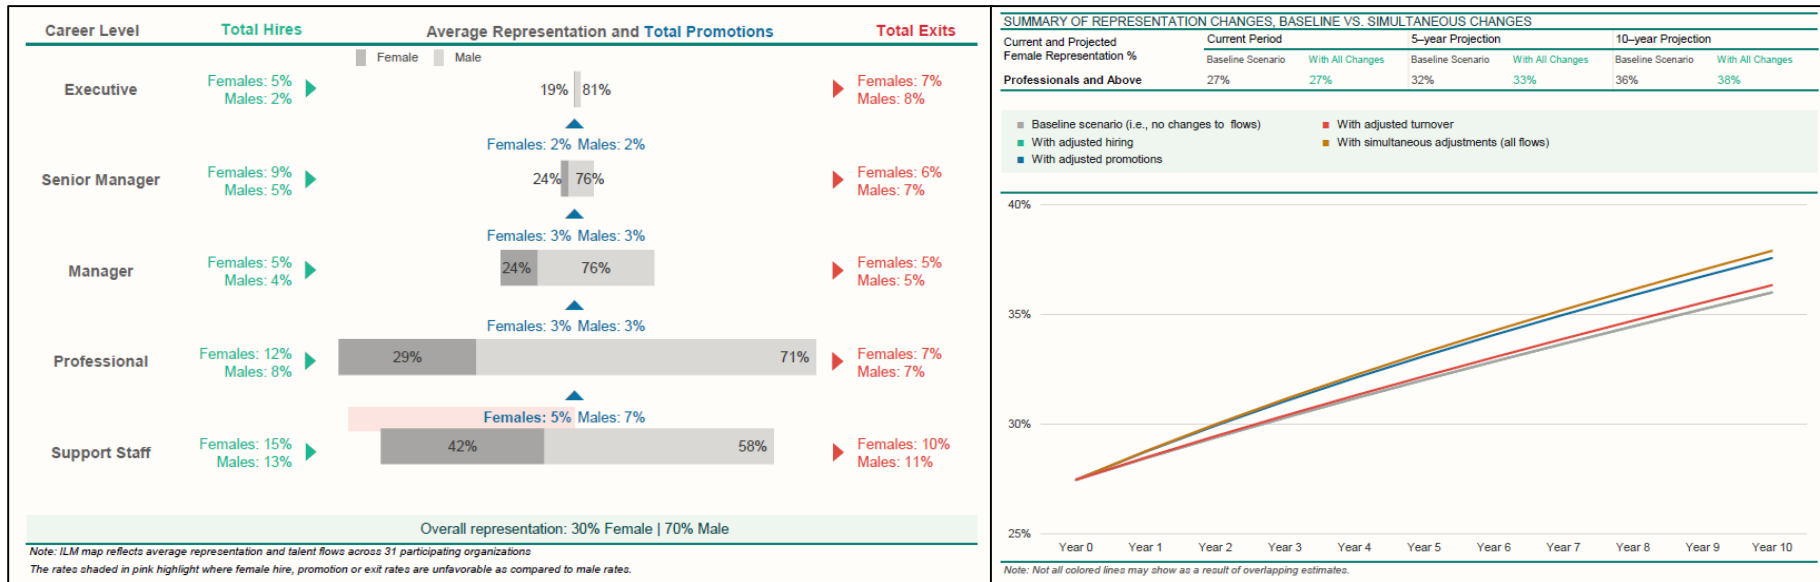 Career Level Total Hires Average Representation and Total Promotions Total Exits
Female Male
Executive
Females: 5%
Males: 2%
19% 81%
Females: 7%
Males: 8%
Females: 2% Males: 2%
Senior Manager
Females: 9%
Males: 5%
24% 76%
Females: 6%
Males: 7%
Females: 3% Males: 3%
Manager
Females: 5%
Males: 4%
24% 76%
Females: 5%
Males: 5%
Females: 3% Males: 3%
Professional
Females: 12%
Males: 8%
29% 71%
Females: 7%
Males: 7%
Females: 5% Males: 7%
Support Staff
Females: 15%
Males: 13%
42% 58%
Females: 10%
Males: 11%
Overall representation: 30% Female | 70% Male
Note: ILM map reflects average representation and talent flows across 31 participating organizations
The rates shaded in pink highlight where female hire, promotion or exit rates are unfavorable as compared to male rates.
SUMMARY OF REPRESENTATION CHANGES, BASELINE VS. SIMULTANEOUS CHANGES
Current and Projected
Female Representation %
Current Period 5–year Projection 10–year Projection
Baseline Scenario With All Changes Baseline Scenario With All Changes Baseline Scenario With All Changes
Professionals and Above 27% 27% 32% 33% 36% 38%
Baseline scenario (i.e., no changes to flows)
With adjusted hiring
With adjusted promotions
With adjusted turnover
With simultaneous adjustments (all flows)
40%
35%
30%
25%
Year 0 Year 1 Year 2 Year 3 Year 4 Year 5 Year 6 Year 7 Year 8 Year 9 Year 10
Note: Not all colored lines may show as a result of overlapping estimates.